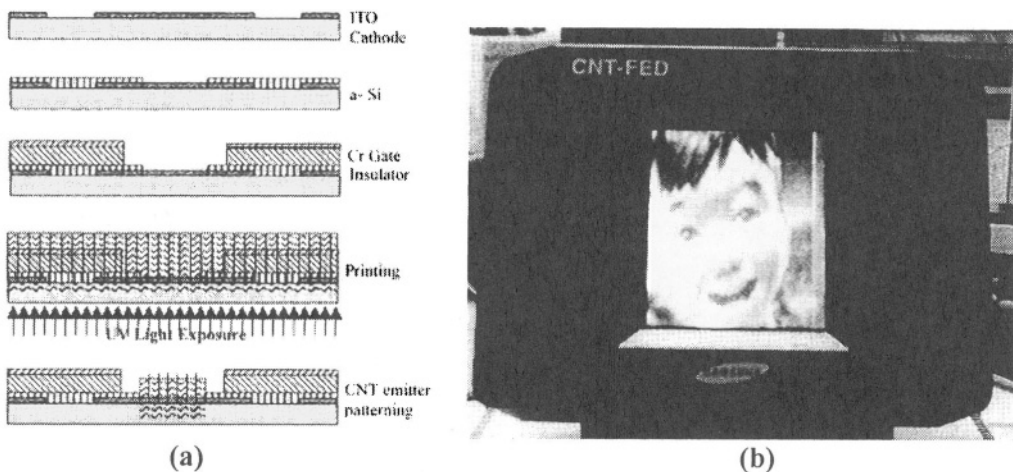 ITO
Cathode
a- Si
Cr Gate
Insulator
Printing
UV Light Exposure
CNT emitter
patterning
(a)
CNT-FED
(b)